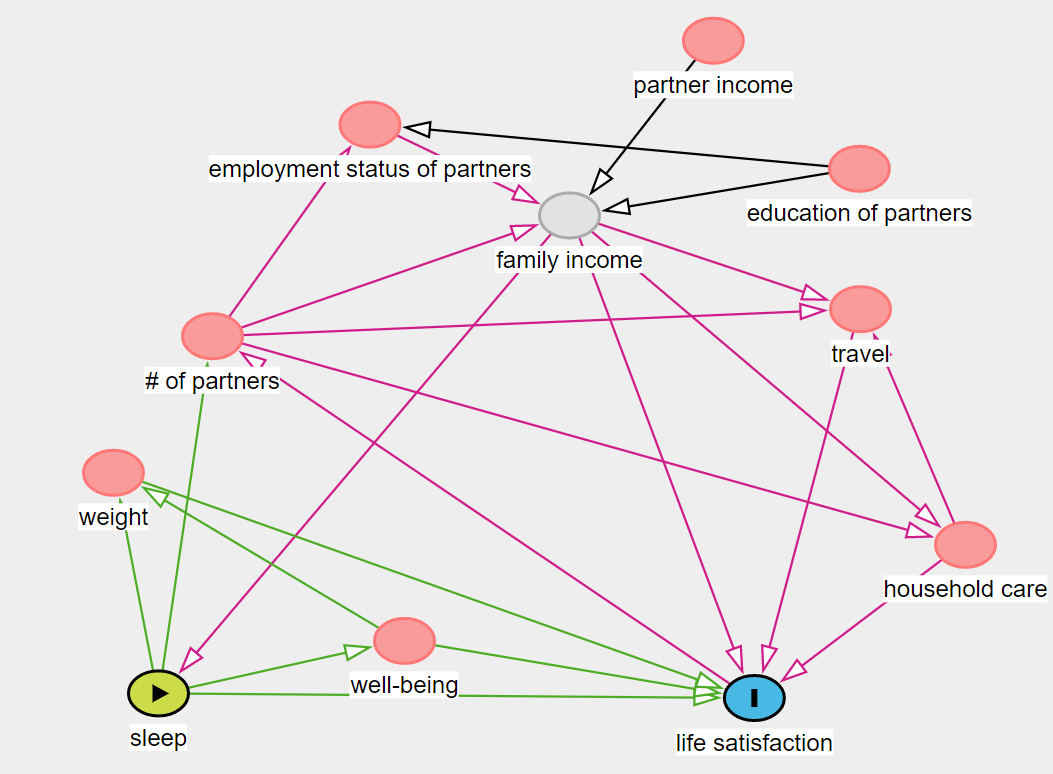 partner income
employment status of partners
education of partners
family income
travel
# of partners
weight
household care
well-being
sleep
life satisfaction